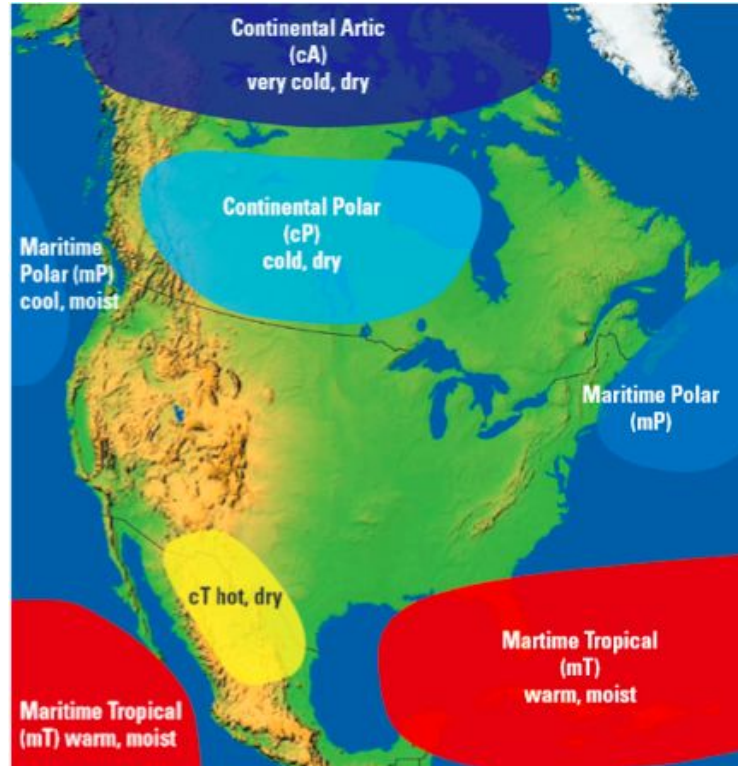 Continental Artic
(cA)
very cold, dry
Continental Polar
(cP)
cold, dry
Maritime
Polar (mP)
cool, moist
Maritime Polar
(mP)
cT hot, dry
Martime Tropical
(mT)
warm, moist
Maritime Tropical
(mT) warm, moist